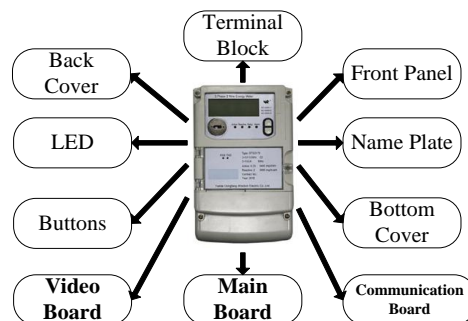 Terminal
Block
Back
Cover
Front Panel
LED
Name Plate
Buttons
Bottom
Cover
Video
Board
Main
Board
Communication
Board